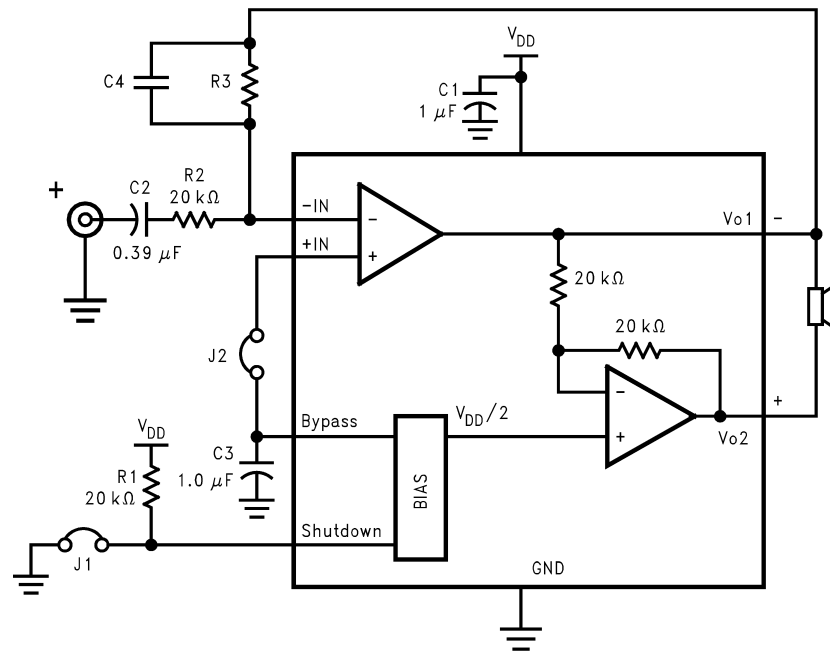 V_DD
C4
R3
C1
1 μF
+
C2
R2
20 kΩ
0.39 μF
-IN
-
+IN
+
Vo1
-
20 kΩ
20 kΩ
J2
V_DD
R1
20 kΩ
C3
1.0 μF
Bypass
V_DD/2
-
+
+
Vo2
BIAS
Shutdown
J1
GND